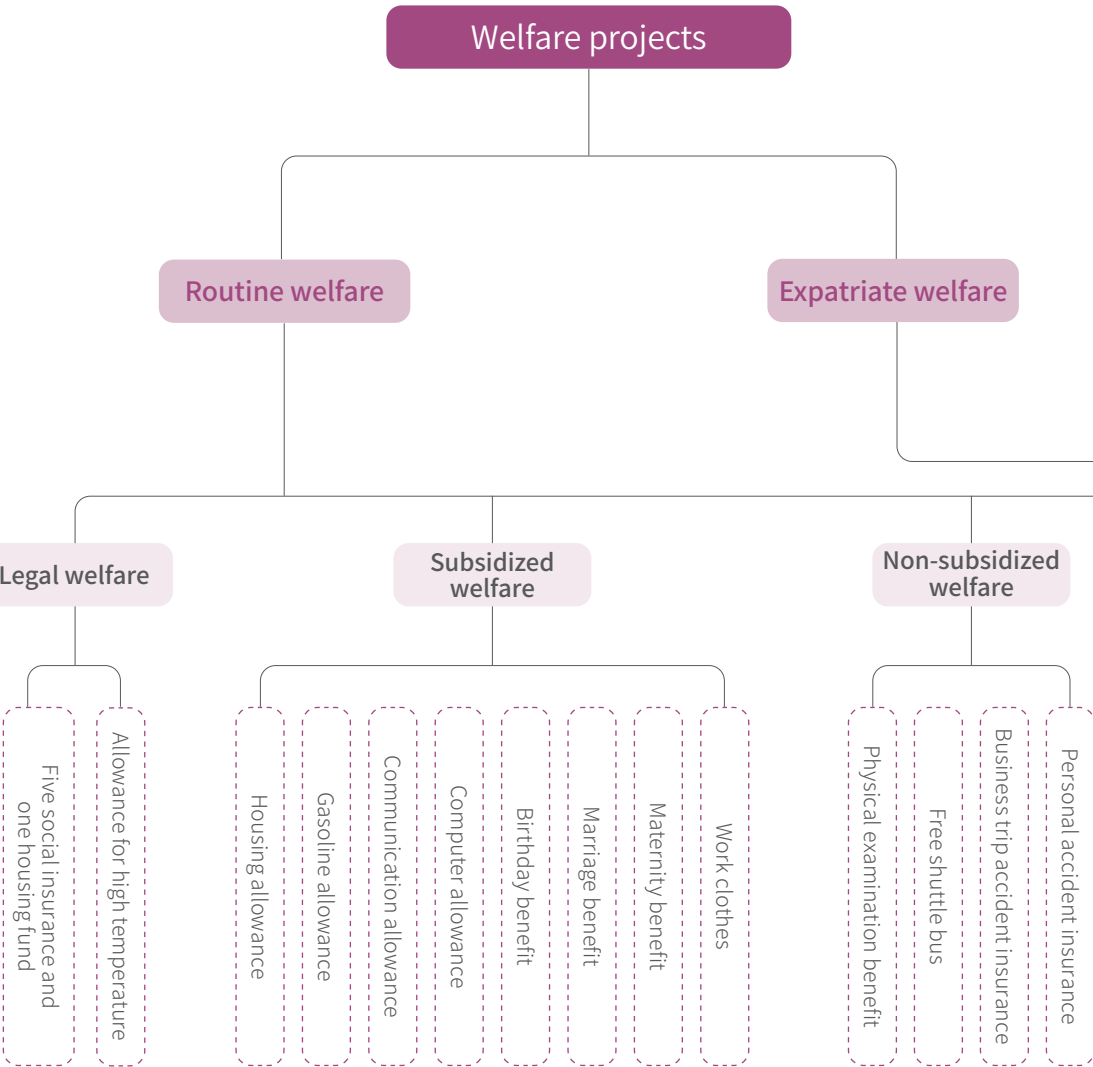 Welfare projects
Routine welfare
Expatriate welfare
Legal welfare
Subsidized
welfare
Non-subsidized
welfare
Five social insurance and
one housing fund
Allowance for high temperature
Housing allowance
Gasoline allowance
Communication allowance
Computer allowance
Birthday benefit
Marriage benefit
Maternity benefit
Work clothes
Physical examination benefit
Free shuttle bus
Business trip accident insurance
Personal accident insurance